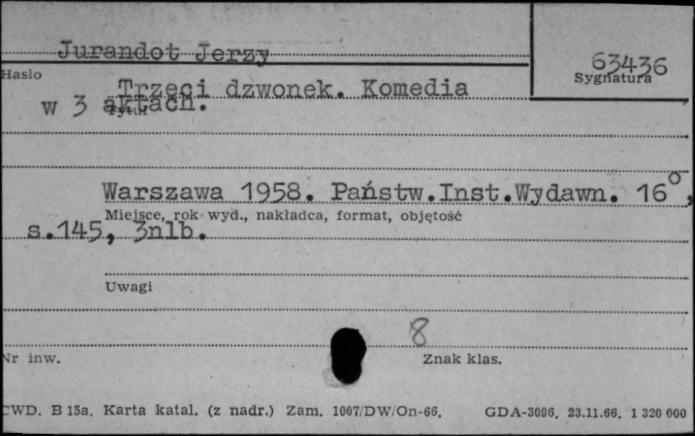 Jurandot Jerzy
63436
Hasło
Sygnatura
Trzeci dzwonek. Komedia
w 3 aktach.
Tytuł
Warszawa 1958. Państw.Inst.Wydawn. 16°,
Miejsce, rok wyd., nakładca, format, objętość
s.145, 3nlb.
Uwagi
8
Nr inw.
Znak klas.
CWD. B 15a. Karta katal. (z nadr.) Zam. 1007/DW/On-66. GDA-3096. 23.11.66. 1 320 000